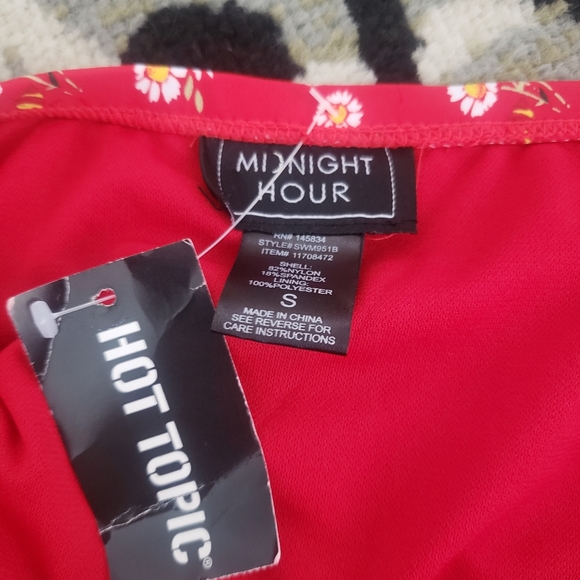 MIDNIGHT
HOUR
RN# 145834
STYLE# SWM951B
ITEM# 11708472
SHELL:
82%NYLON
18%SPANDEX
LINING:
100%POLYESTER
S
MADE IN CHINA
SEE REVERSE FOR
CARE INSTRUCTIONS
HOT TOPIC®